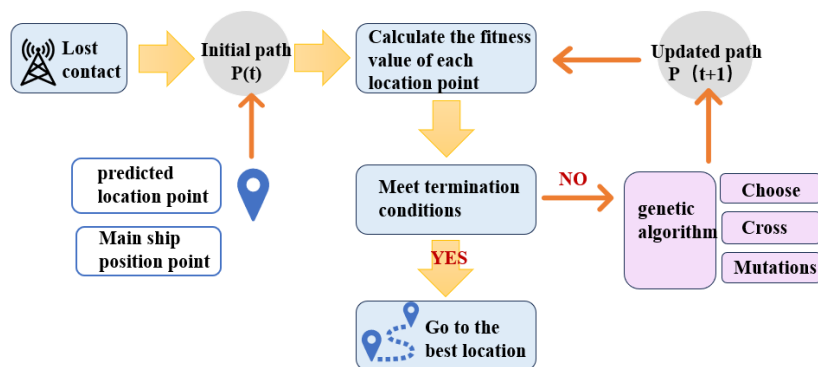 Lost
contact
Initial path
P(t)
Calculate the fitness
value of each
location point
Updated path
P（t+1）
predicted
location point
Main ship
position point
Meet termination
conditions
NO
genetic
algorithm
Choose
Cross
Mutations
YES
Go to the
best location